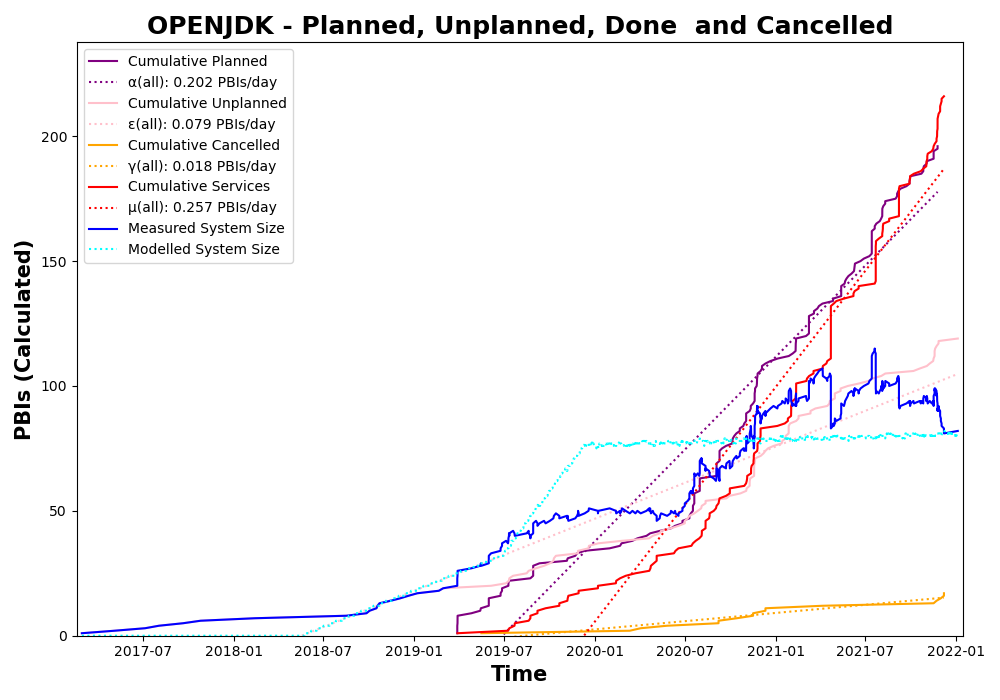 OPENJDK - Planned, Unplanned, Done  and Cancelled
Cumulative Planned
α(all): 0.202 PBIs/day
Cumulative Unplanned
ε(all): 0.079 PBIs/day
Cumulative Cancelled
γ(all): 0.018 PBIs/day
Cumulative Services
μ(all): 0.257 PBIs/day
Measured System Size
Modelled System Size
PBIs (Calculated)
200
150
100
50
0
2017-07 2018-01 2018-07 2019-01 2019-07 2020-01 2020-07 2021-01 2021-07 2022-01
Time